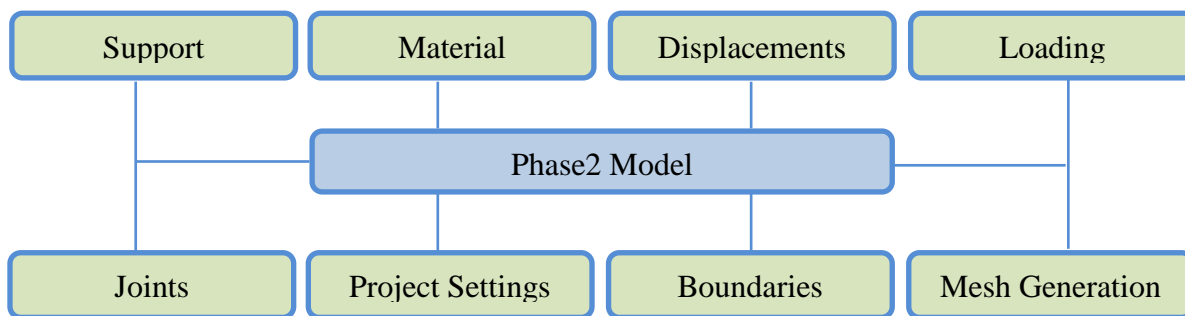 Support
Material
Displacements
Loading
Phase2 Model
Joints
Project Settings
Boundaries
Mesh Generation